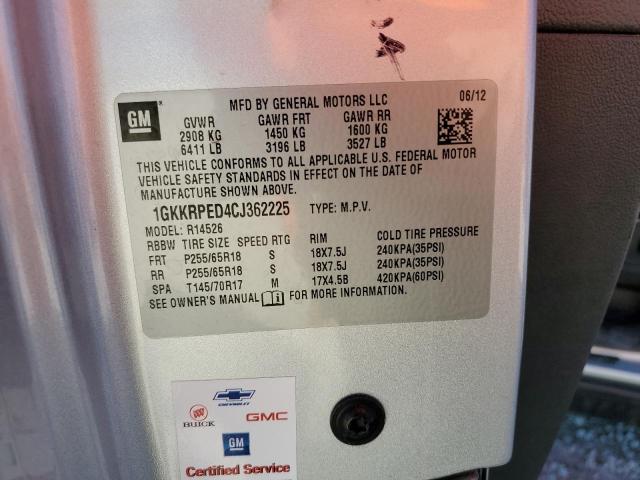 GM
MFD BY GENERAL MOTORS LLC 06/12
GVWR GAWR FRT GAWR RR
2908 KG 1450 KG 1600 KG
6411 LB 3196 LB 3527 LB
THIS VEHICLE CONFORMS TO ALL APPLICABLE U.S. FEDERAL MOTOR
VEHICLE SAFETY STANDARDS IN EFFECT ON THE DATE OF
MANUFACTURE SHOWN ABOVE.
1GKKRPED4CJ362225 TYPE: M.P.V.
MODEL: R14526
RBBW TIRE SIZE SPEED RTG RIM COLD TIRE PRESSURE
FRT P255/65R18 S 18X7.5J 240KPA(35PSI)
RR P255/65R18 S 18X7.5J 240KPA(35PSI)
SPA T145/70R17 M 17X4.5B 420KPA(60PSI)
SEE OWNER'S MANUAL FOR MORE INFORMATION.
CHEVROLET
BUICK GMC
GM
Certified Service